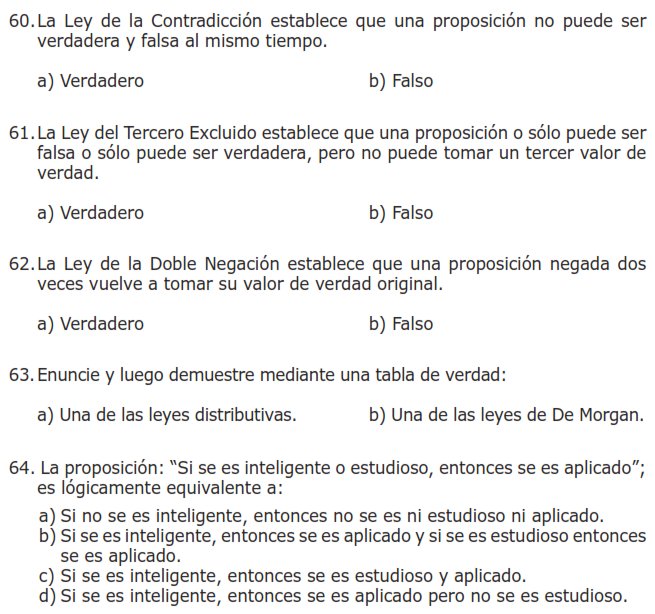 60. La Ley de la Contradicción establece que una proposición no puede ser
verdadera y falsa al mismo tiempo.
a) Verdadero b) Falso
61. La Ley del Tercero Excluido establece que una proposición o sólo puede ser
falsa o sólo puede ser verdadera, pero no puede tomar un tercer valor de
verdad.
a) Verdadero b) Falso
62. La Ley de la Doble Negación establece que una proposición negada dos
veces vuelve a tomar su valor de verdad original.
a) Verdadero b) Falso
63. Enuncie y luego demuestre mediante una tabla de verdad:
a) Una de las leyes distributivas. b) Una de las leyes de De Morgan.
64. La proposición: “Si se es inteligente o estudioso, entonces se es aplicado”;
es lógicamente equivalente a:
a) Si no se es inteligente, entonces no se es ni estudioso ni aplicado.
b) Si se es inteligente, entonces se es aplicado y si se es estudioso entonces
se es aplicado.
c) Si se es inteligente, entonces se es estudioso y aplicado.
d) Si se es inteligente, entonces se es aplicado pero no se es estudioso.